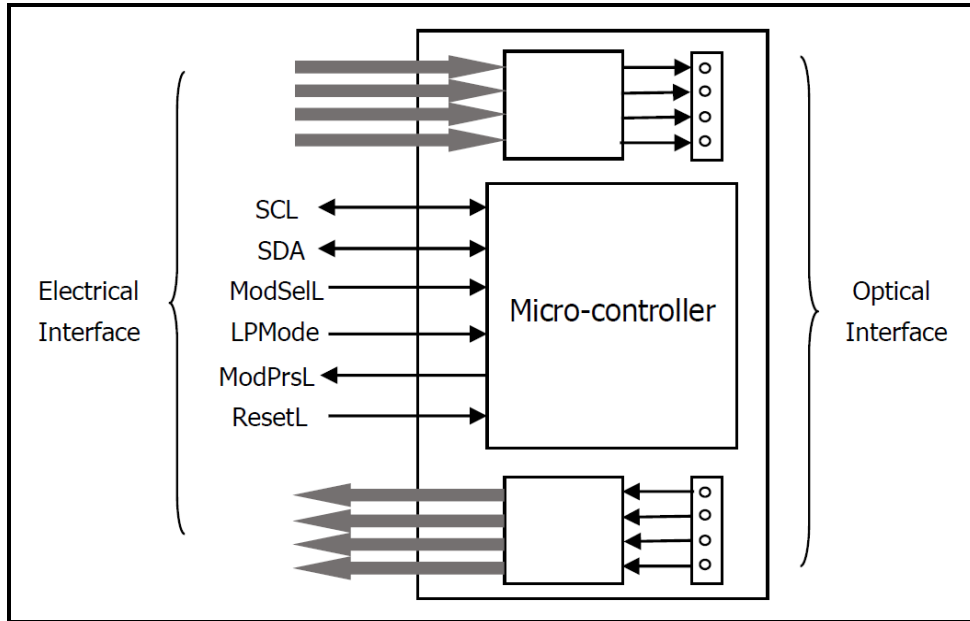 Electrical
Interface
SCL
SDA
ModSelL
LPMode
ModPrsL
ResetL
Micro-controller
Optical
Interface